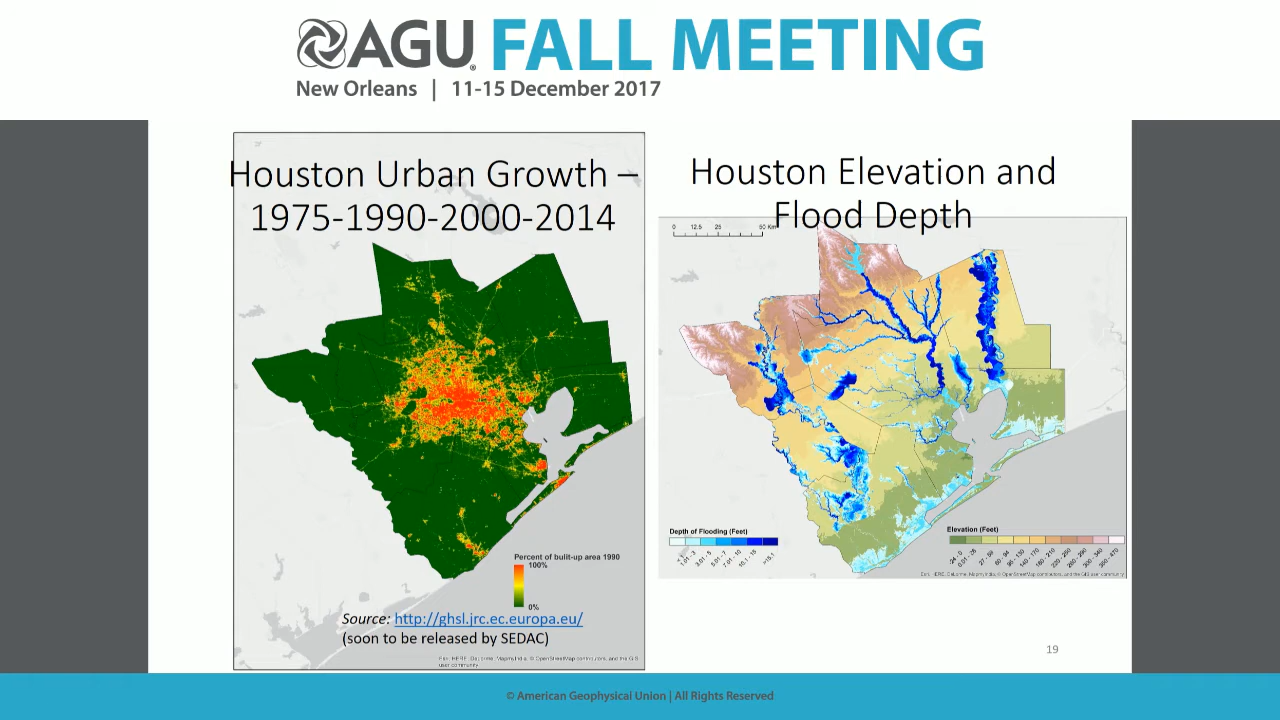 AGU FALL MEETING
New Orleans | 11-15 December 2017
Houston Urban Growth –
1975-1990-2000-2014
Percent of built-up area 1990
100%
0%
Source: http://ghsl.jrc.ec.europa.eu/
(soon to be released by SEDAC)
Houston Elevation and
Flood Depth
0 12.5 25 50 Km
Depth of Flooding (Feet)
Elevation (Feet)
19
© American Geophysical Union | All Rights Reserved